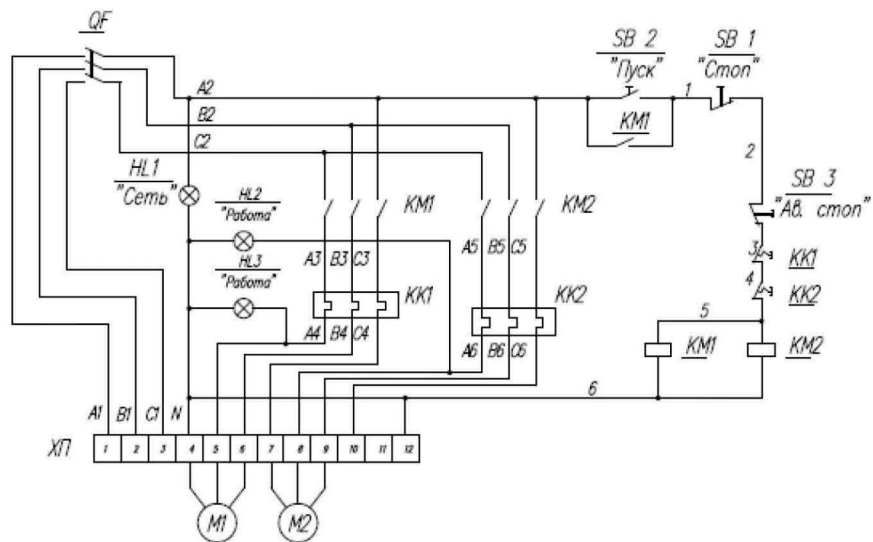 QF
SB 2
"Пуск"
SB 1
"Стоп"
A2
1
B2
KM1
C2
2
HL1
"Сеть"
HL2
"Работа"
KM1
KM2
SB 3
"Ав. стоп"
A3 B3 C3
A5 B5 C5
3
KK1
HL3
"Работа"
KK1
KK2
4
KK2
A4 B4 C4
A6 B6 C6
5
KM1
KM2
6
A1 B1 C1 N
ХП
1 2 3 4 5 6 7 8 9 10 11 12
M1
M2